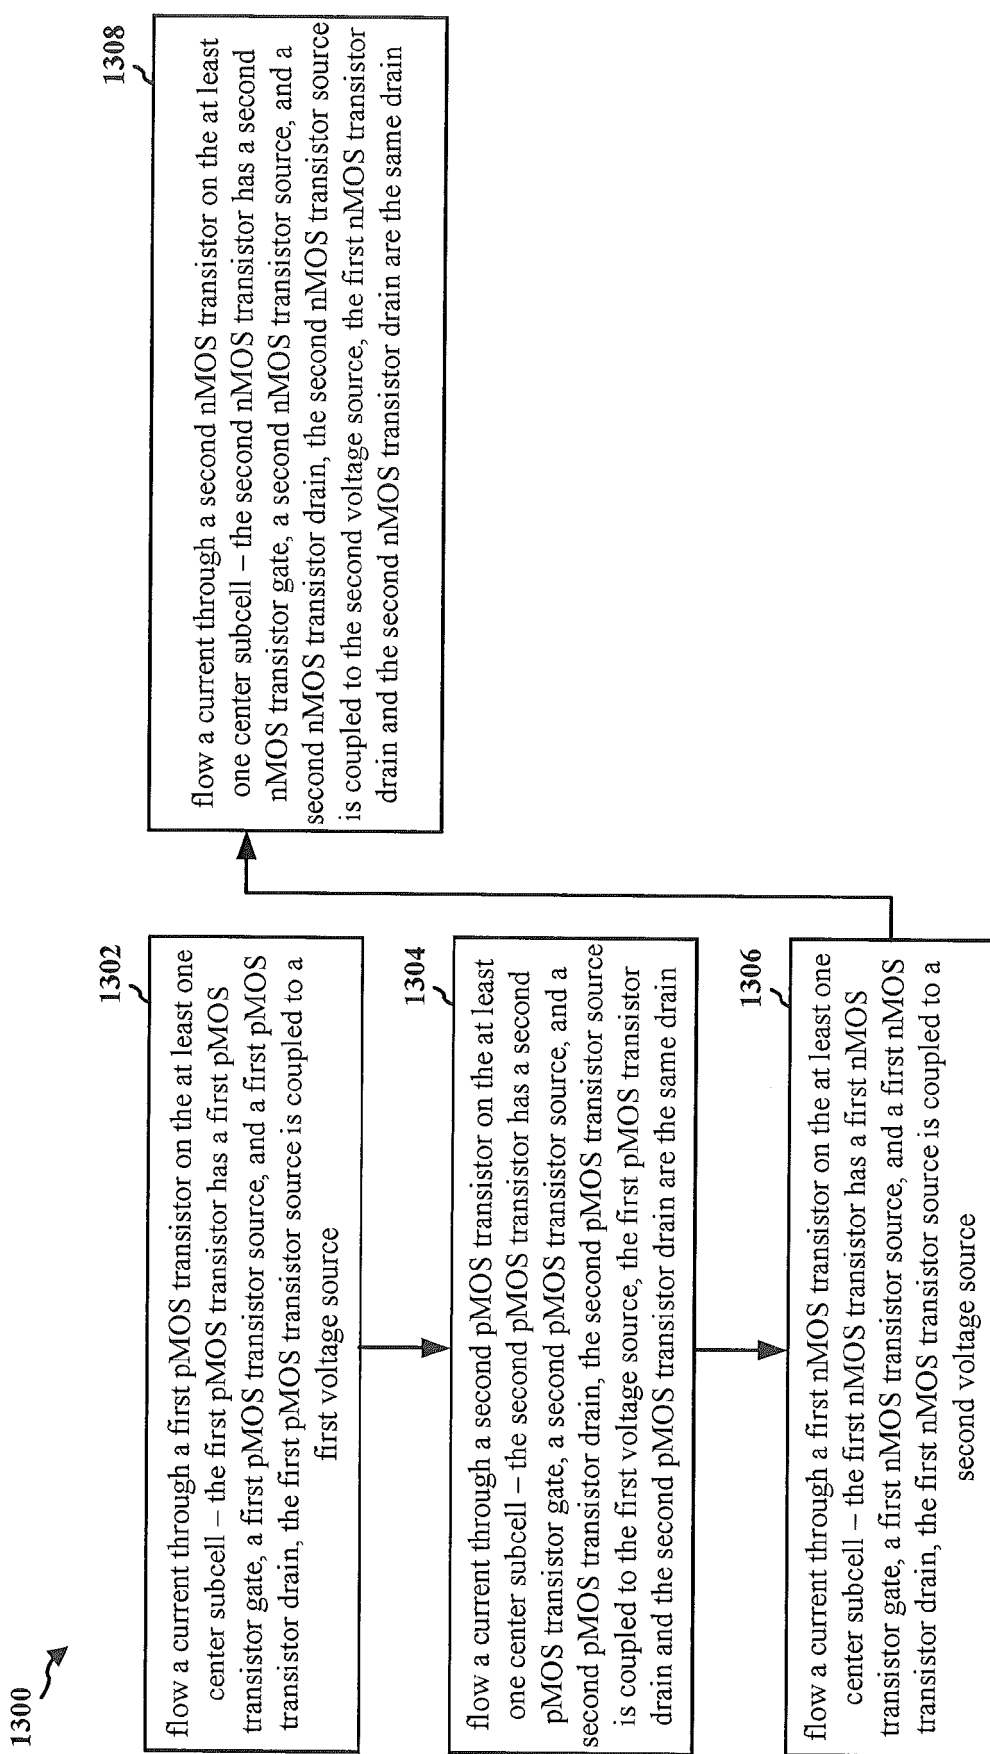 1300
1302
flow a current through a first pMOS transistor on the at least one
center subcell – the first pMOS transistor has a first pMOS
transistor gate, a first pMOS transistor source, and a first pMOS
transistor drain, the first pMOS transistor source is coupled to a
first voltage source
1304
flow a current through a second pMOS transistor on the at least
one center subcell – the second pMOS transistor has a second
pMOS transistor gate, a second pMOS transistor source, and a
second pMOS transistor drain, the second pMOS transistor source
is coupled to the first voltage source, the first pMOS transistor
drain and the second pMOS transistor drain are the same drain
1306
flow a current through a first nMOS transistor on the at least one
center subcell – the first nMOS transistor has a first nMOS
transistor gate, a first nMOS transistor source, and a first nMOS
transistor drain, the first nMOS transistor source is coupled to a
second voltage source
1308
flow a current through a second nMOS transistor on the at least
one center subcell – the second nMOS transistor has a second
nMOS transistor gate, a second nMOS transistor source, and a
second nMOS transistor drain, the second nMOS transistor source
is coupled to the second voltage source, the first nMOS transistor
drain and the second nMOS transistor drain are the same drain